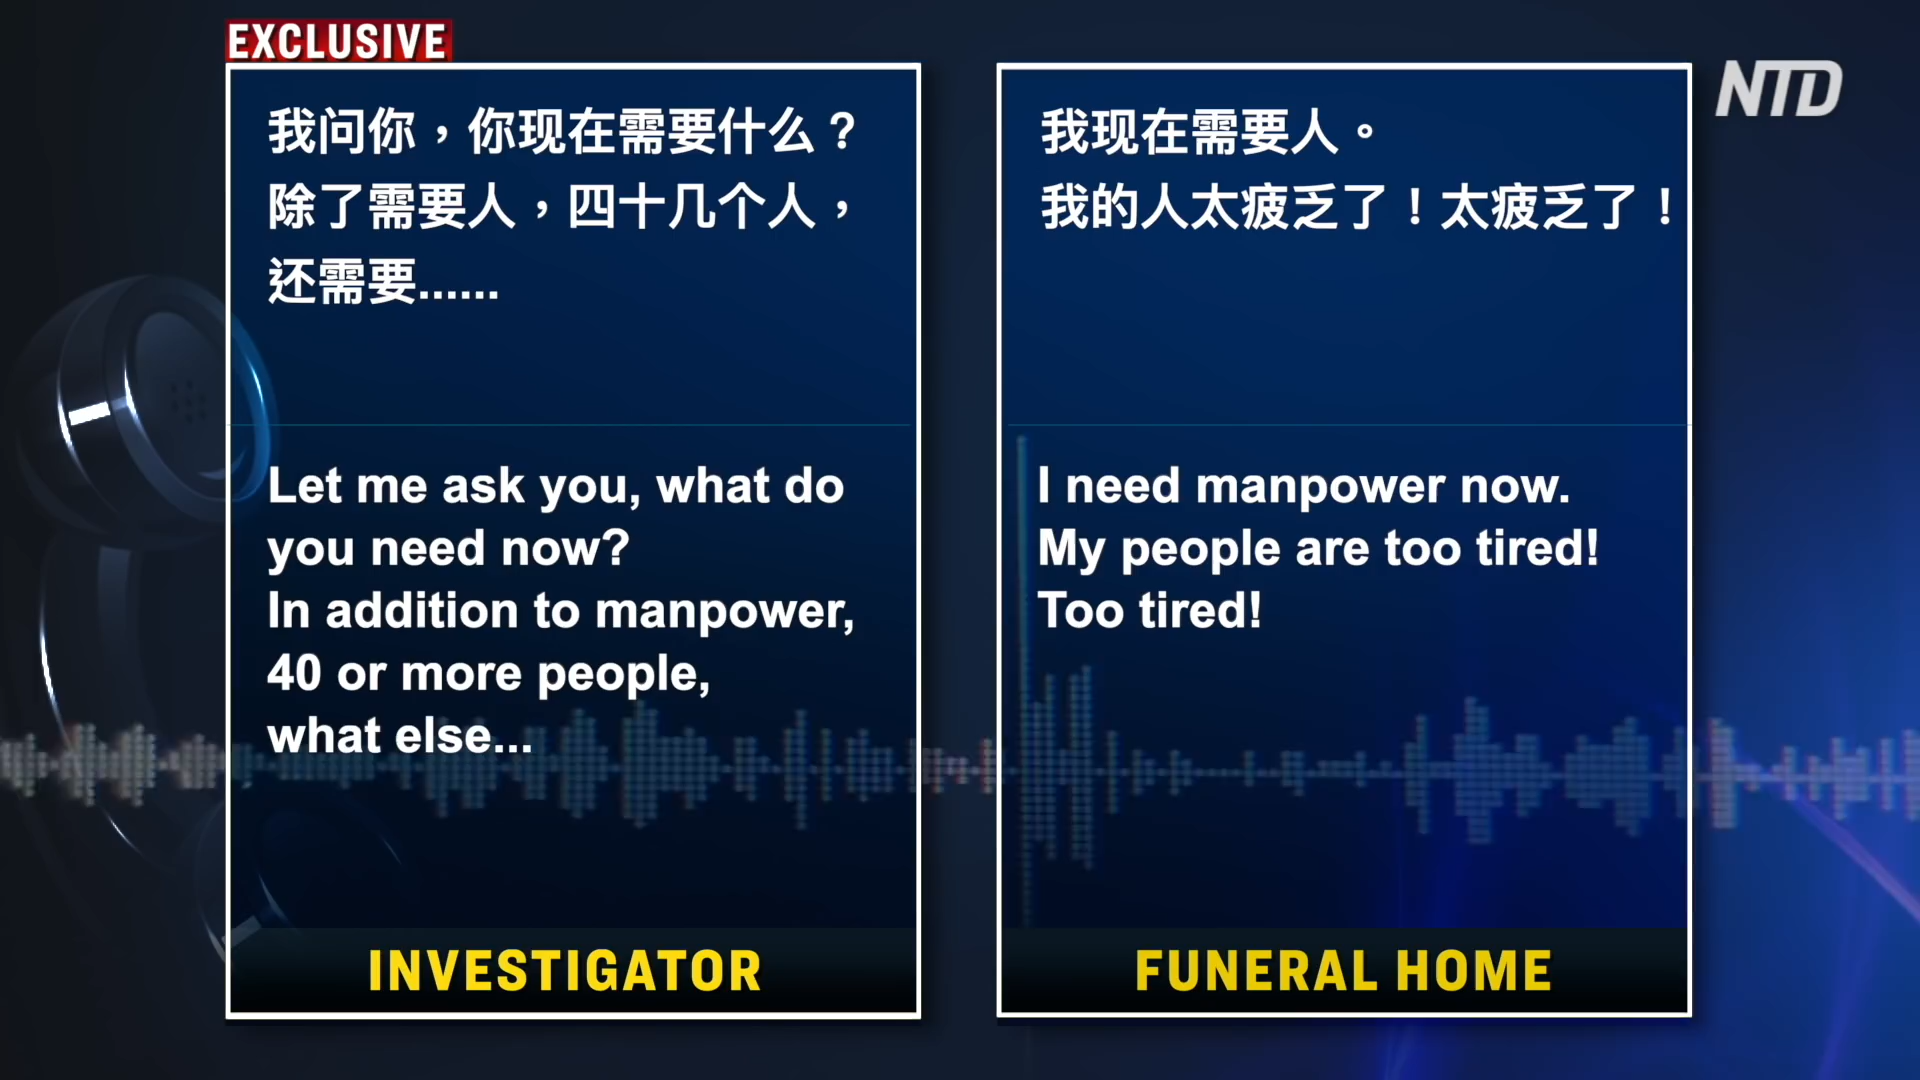 EXCLUSIVE
我问你，你现在需要什么？
除了需要人，四十几个人，
还需要......
Let me ask you, what do
you need now?
In addition to manpower,
40 or more people,
what else...
INVESTIGATOR
我现在需要人。
我的人太疲乏了！太疲乏了！
I need manpower now.
My people are too tired!
Too tired!
FUNERAL HOME
NTD